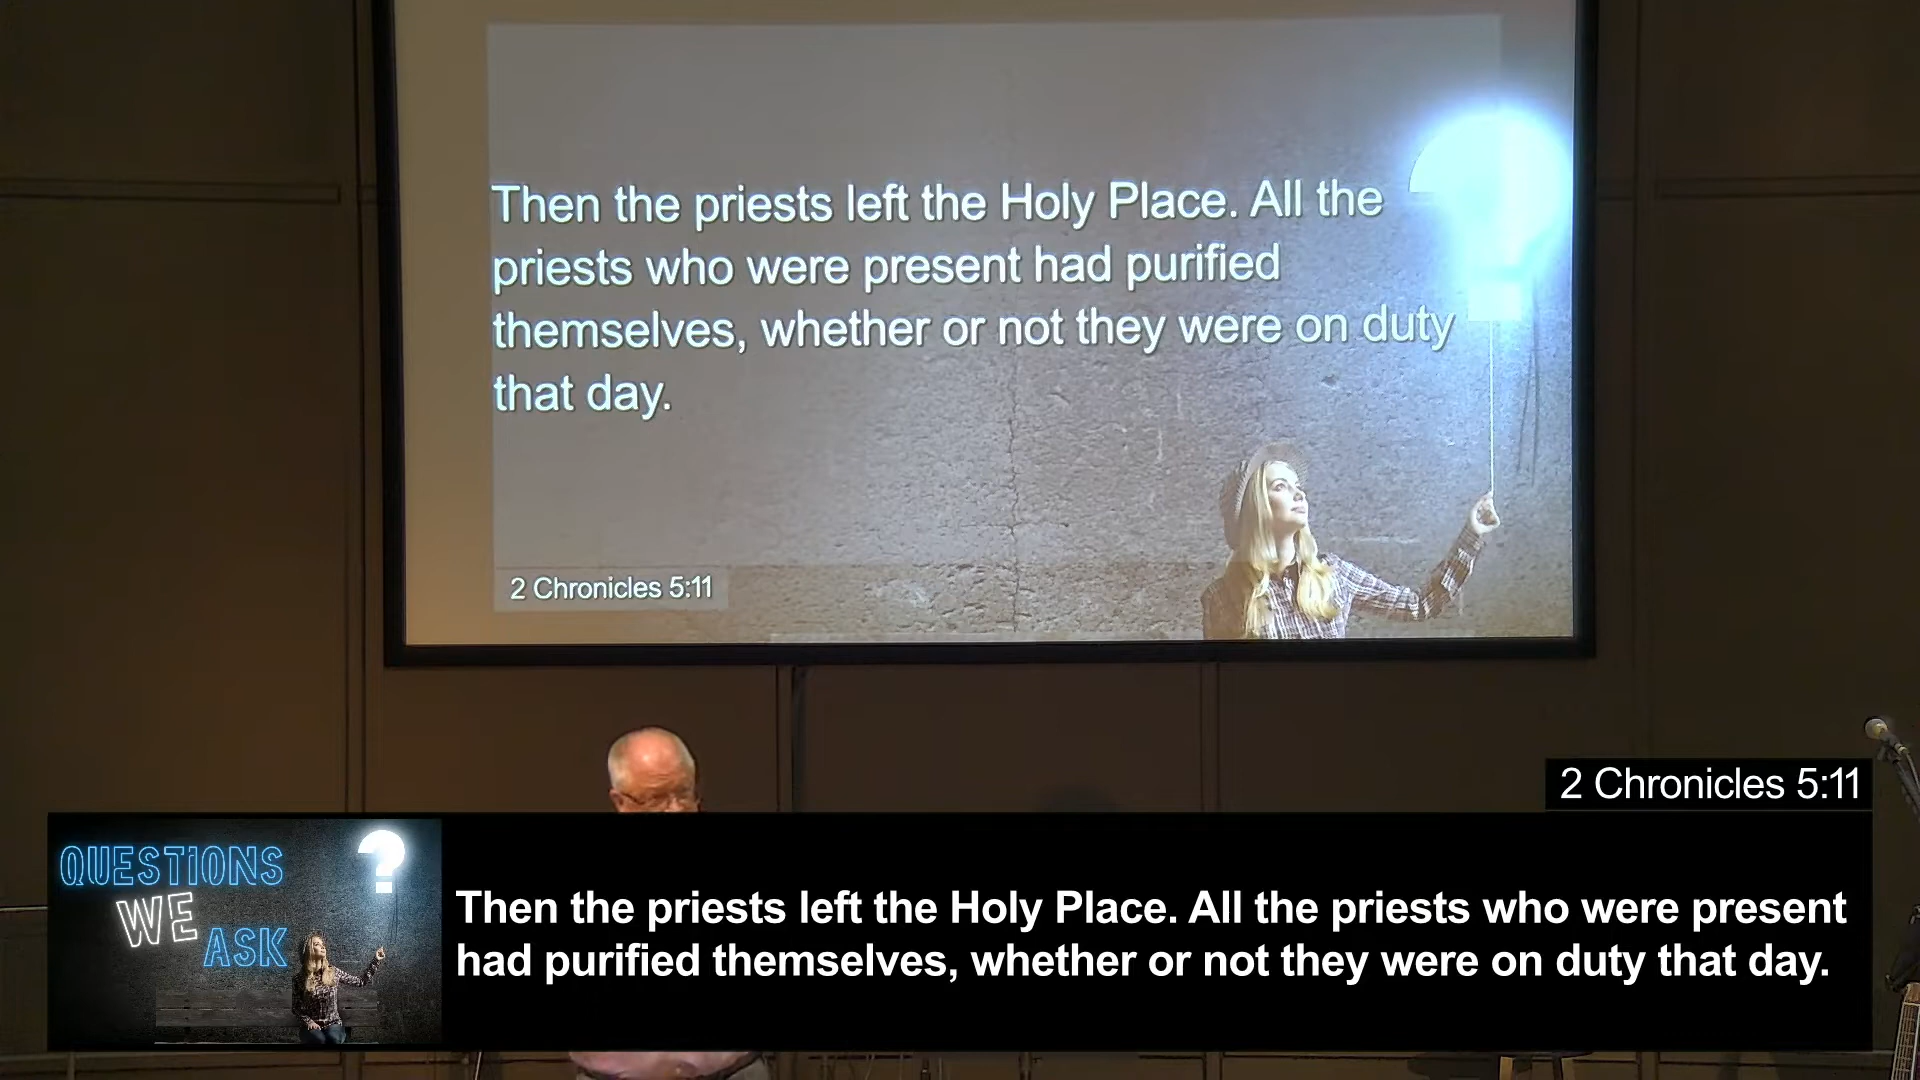 Then the priests left the Holy Place. All the
priests who were present had purified
themselves, whether or not they were on duty
that day.
2 Chronicles 5:11
2 Chronicles 5:11
QUESTIONS
WE
ASK
?
Then the priests left the Holy Place. All the priests who were present
had purified themselves, whether or not they were on duty that day.